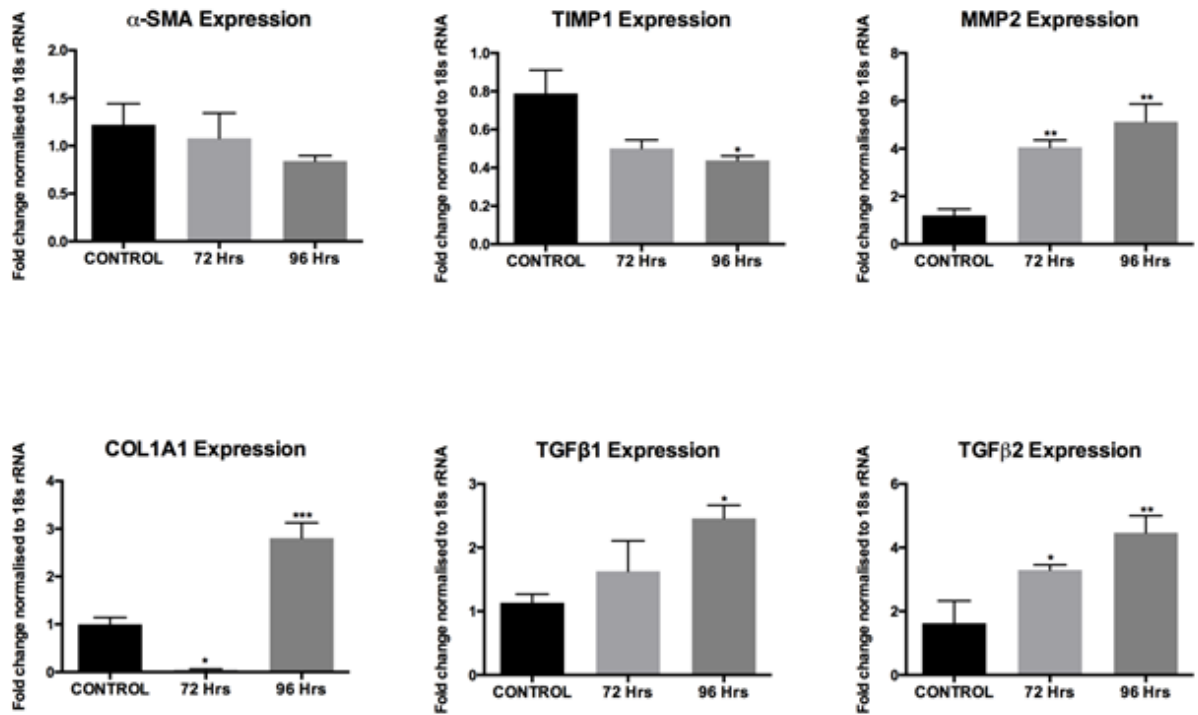 α-SMA Expression
Fold change normalised to 18s rRNA
2.0
1.5
1.0
0.5
0.0
CONTROL 72 Hrs 96 Hrs
TIMP1 Expression
Fold change normalised to 18s rRNA
1.0
0.8
0.6
0.4
0.2
0.0
*
CONTROL 72 Hrs 96 Hrs
MMP2 Expression
Fold change normalised to 18s rRNA
8
6
4
2
0
** **
CONTROL 72 Hrs 96 Hrs
COL1A1 Expression
Fold change normalised to 18s rRNA
4
3
2
1
0
* ***
CONTROL 72 Hrs 96 Hrs
TGFβ1 Expression
Fold change normalised to 18s rRNA
3
2
1
0
*
CONTROL 72 Hrs 96 Hrs
TGFβ2 Expression
Fold change normalised to 18s rRNA
6
4
2
0
* **
CONTROL 72 Hrs 96 Hrs